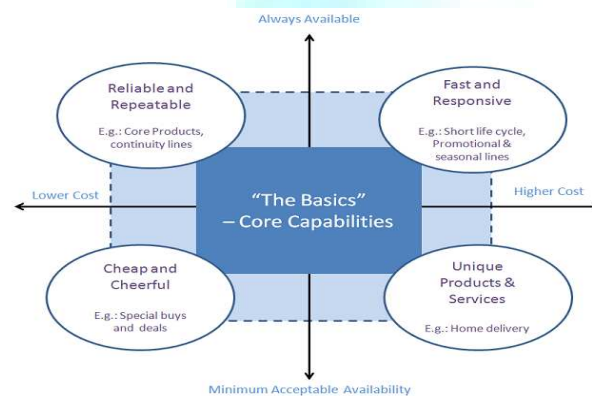 Always Available
Reliable and
Repeatable
E.g.: Core Products,
continuity lines
Fast and
Responsive
E.g.: Short life cycle,
Promotional &
seasonal lines
Lower Cost
"The Basics"
– Core Capabilities
Higher Cost
Cheap and
Cheerful
E.g.: Special buys
and deals
Unique
Products &
Services
E.g.: Home delivery
Minimum Acceptable Availability